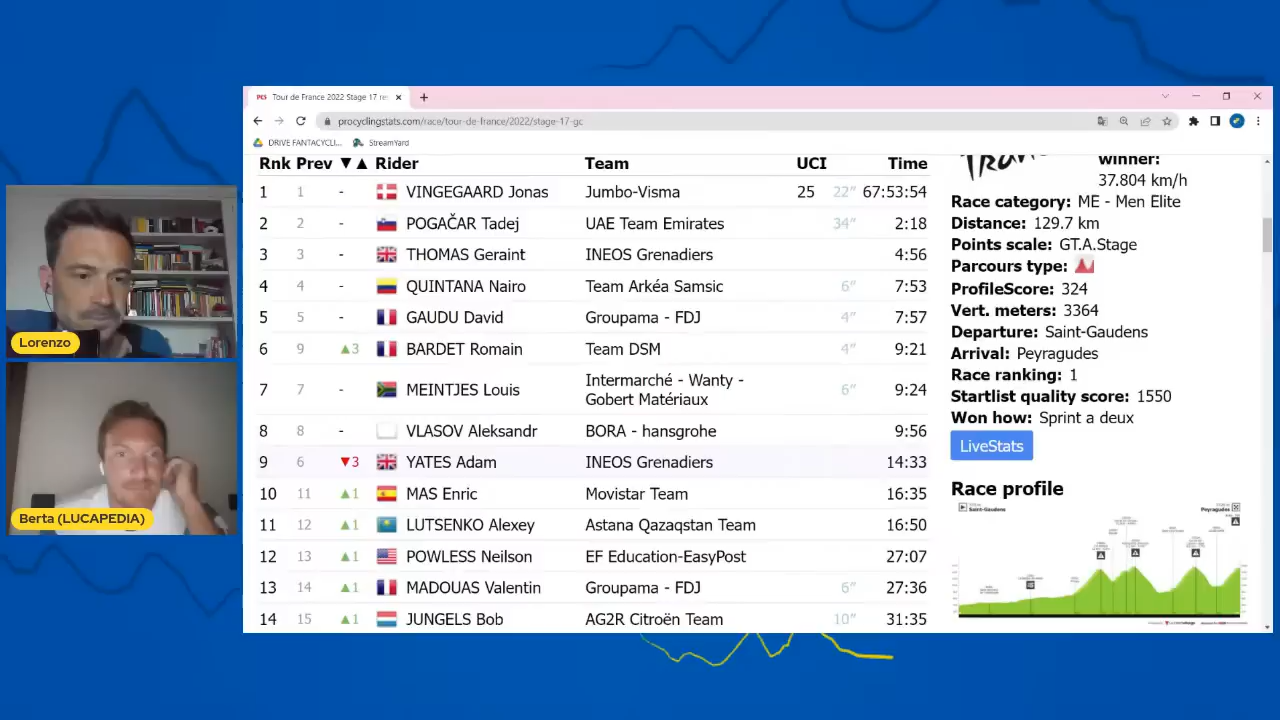 Tour de France 2022 Stage 17 re
procyclingstats.com/race/tour-de-france/2022/stage-17-gc
DRIVE FANTACYCLI... StreamYard
Rnk Prev ▼▲ Rider Team UCI Time
1 1 - VINGEGAARD Jonas Jumbo-Visma 25 22” 67:53:54
2 2 - POGAČAR Tadej UAE Team Emirates 34” 2:18
3 3 - THOMAS Geraint INEOS Grenadiers 4:56
4 4 - QUINTANA Nairo Team Arkéa Samsic 6” 7:53
5 5 - GAUDU David Groupama - FDJ 4” 7:57
6 9 ▲3 BARDET Romain Team DSM 4” 9:21
7 7 - MEINTJES Louis Intermarché - Wanty -
Gobert Matériaux 6” 9:24
8 8 - VLASOV Aleksandr BORA - hansgrohe 9:56
9 6 ▼3 YATES Adam INEOS Grenadiers 14:33
10 11 ▲1 MAS Enric Movistar Team 16:35
11 12 ▲1 LUTSENKO Alexey Astana Qazaqstan Team 16:50
12 13 ▲1 POWLESS Neilson EF Education-EasyPost 27:07
13 14 ▲1 MADOUAS Valentin Groupama - FDJ 6” 27:36
14 15 ▲1 JUNGELS Bob AG2R Citroën Team 10” 31:35
winner:
37.804 km/h
Race category: ME - Men Elite
Distance: 129.7 km
Points scale: GT.A.Stage
Parcours type:
ProfileScore: 324
Vert. meters: 3364
Departure: Saint-Gaudens
Arrival: Peyragudes
Race ranking: 1
Startlist quality score: 1550
Won how: Sprint a deux
LiveStats
Race profile
Saint-Gaudens
Peyragudes
Lorenzo
Berta (LUCAPEDIA)